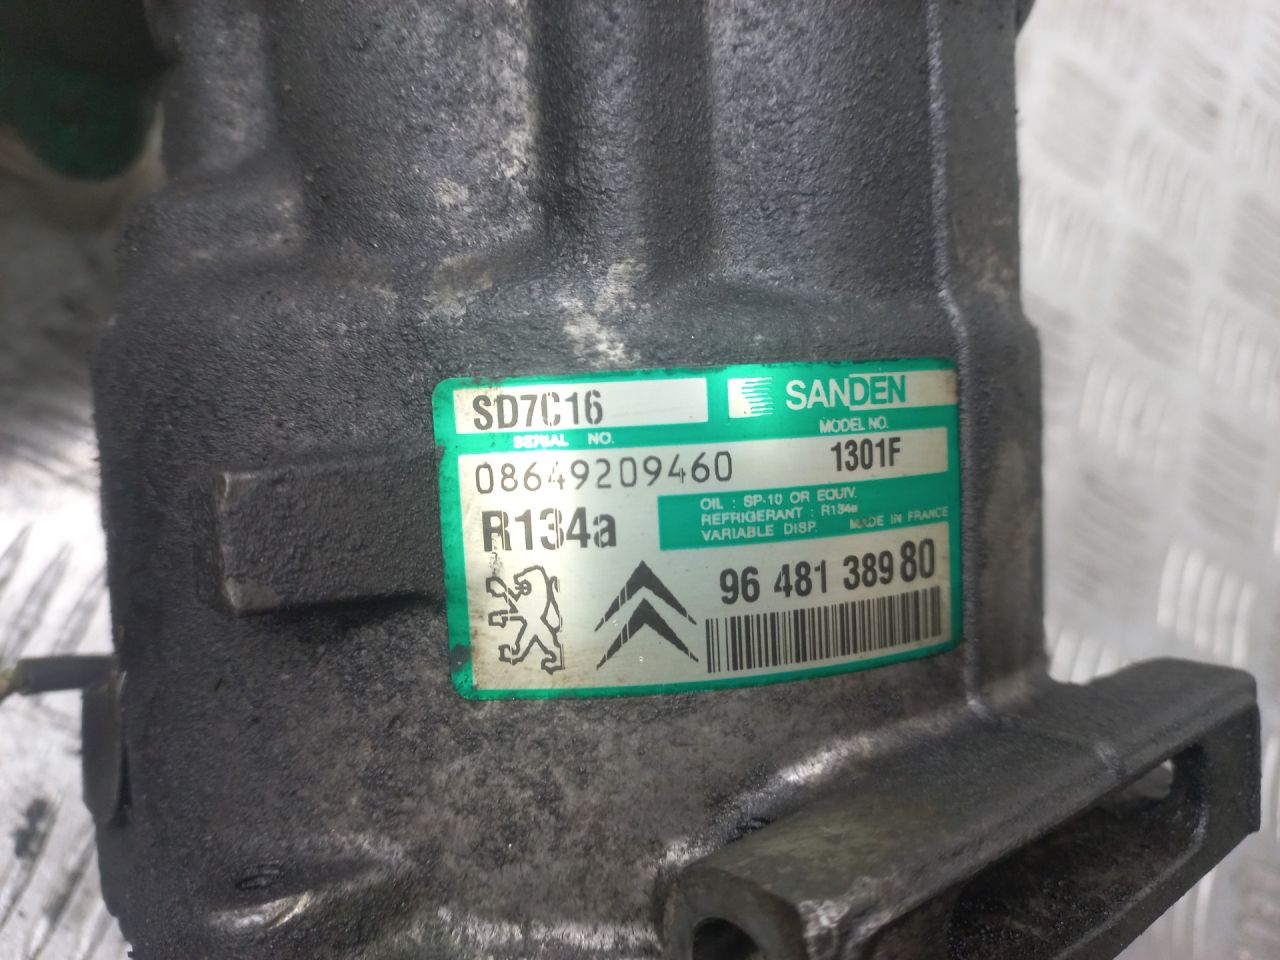 SD7C16
SANDEN
SERIAL NO.
MODEL NO.
08649209460
1301F
R134a
OIL : SP-10 OR EQUIV.
REFRIGERANT : R134a
VARIABLE DISP. MADE IN FRANCE
96 481 389 80